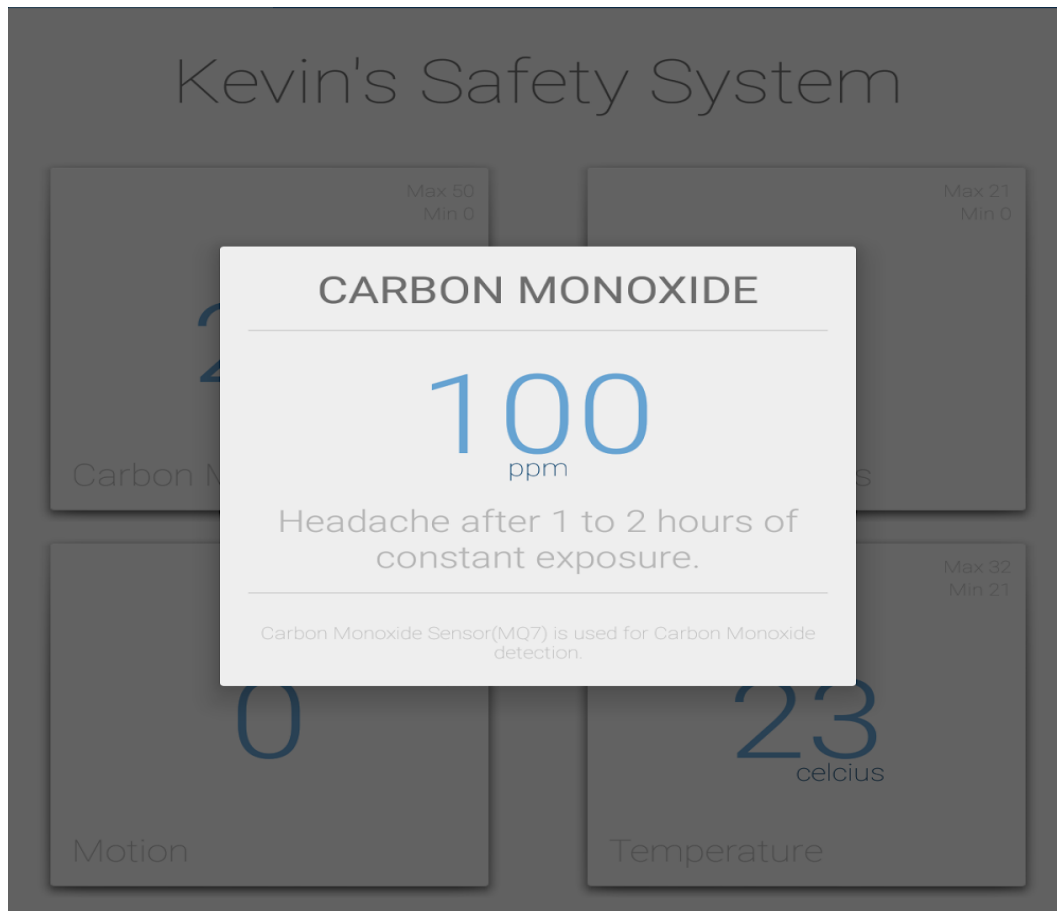 Kevin's Safety System
Max 50
Min 0
Max 21
Min 0
CARBON MONOXIDE
100
ppm
Headache after 1 to 2 hours of
constant exposure.
Carbon Monoxide Sensor(MQ7) is used for Carbon Monoxide
detection.
Carbon
0
Motion
Max 32
Min 21
23
celcius
Temperature